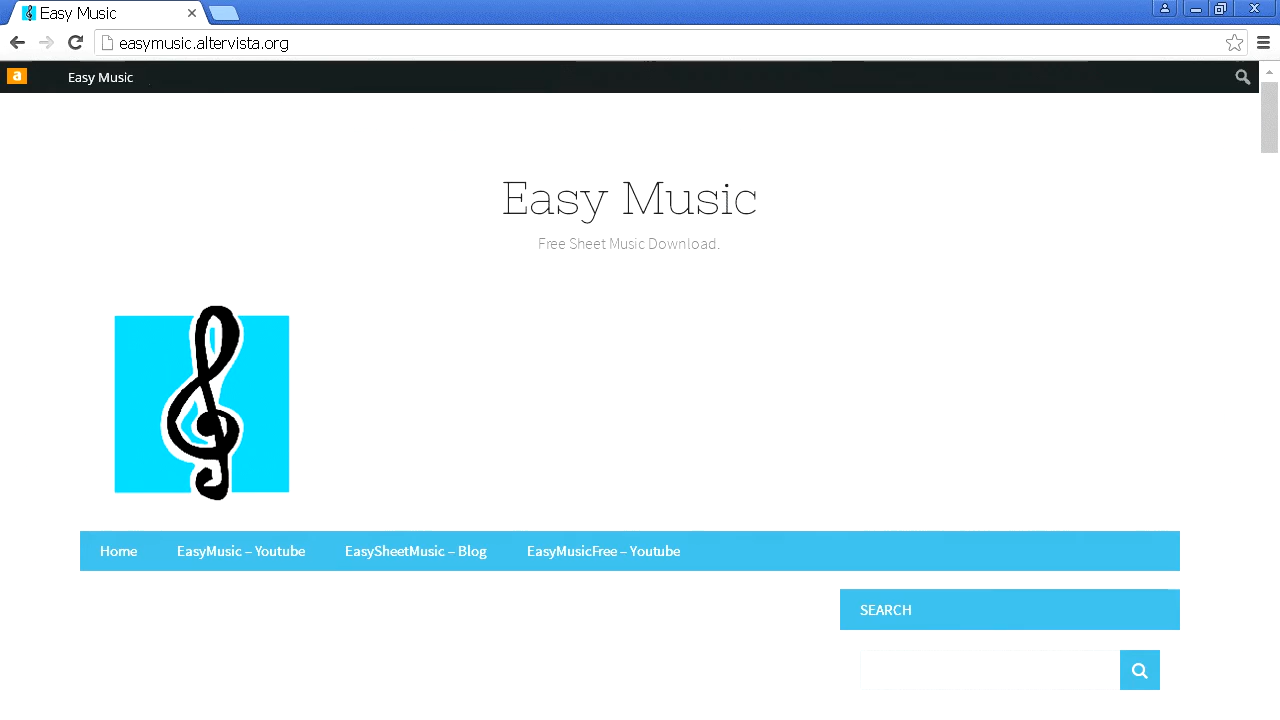 Easy Music
easymusic.altervista.org
a
Easy Music
Easy Music
Free Sheet Music Download.
Home EasyMusic – Youtube EasySheetMusic – Blog EasyMusicFree – Youtube
SEARCH